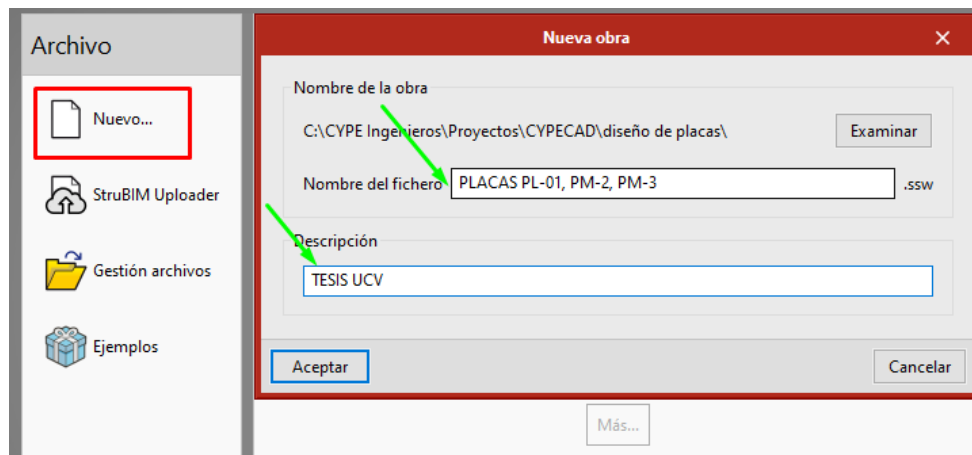 Archivo
Nuevo...
StruBIM Uploader
Gestión archivos
Ejemplos
Nueva obra
Nombre de la obra
C:\CYPE Ingenieros\Proyectos\CYPECAD\diseño de placas\ Examinar
Nombre del fichero PLACAS PL-01, PM-2, PM-3 .ssw
Descripción
TESIS UCV
Aceptar Cancelar
Más...